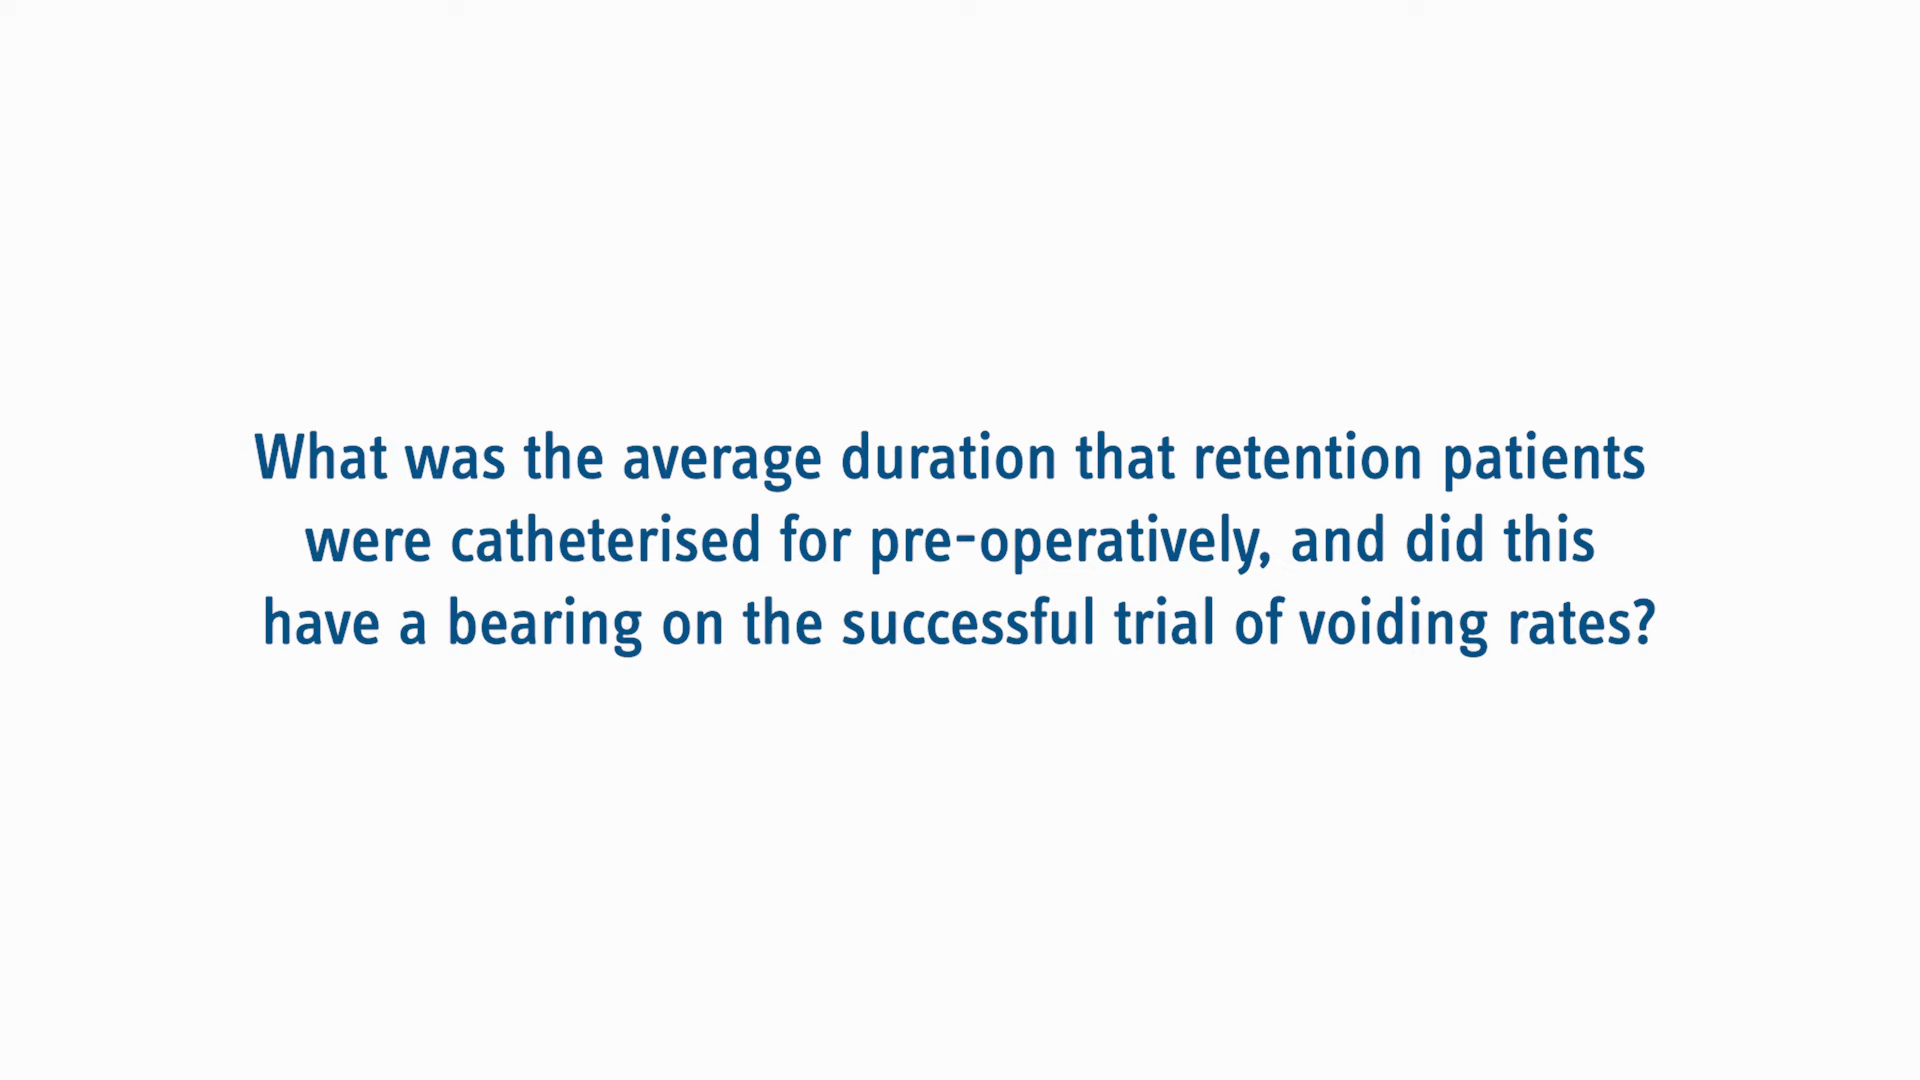 What was the average duration that retention patients
were catheterised for pre-operatively, and did this
have a bearing on the successful trial of voiding rates?